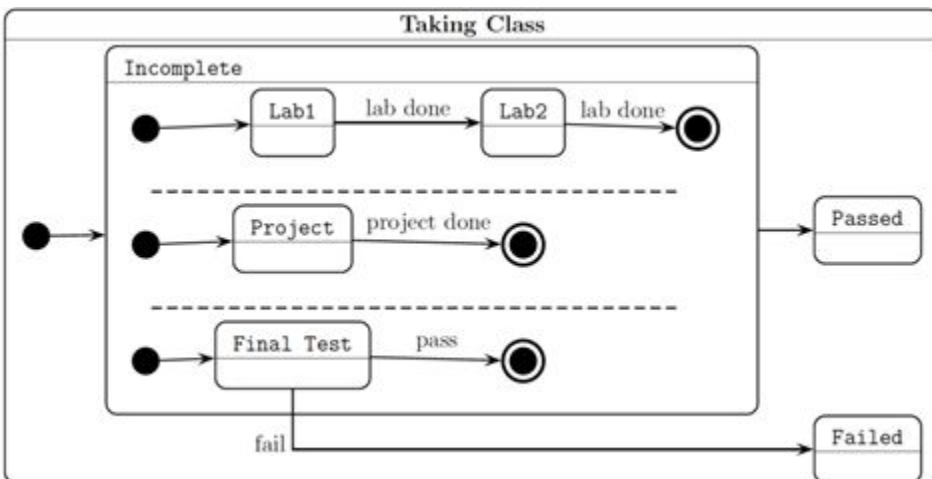 Taking Class
Incomplete
Lab1
lab done
Lab2
lab done
Project
project done
Passed
Final Test
pass
fail
Failed